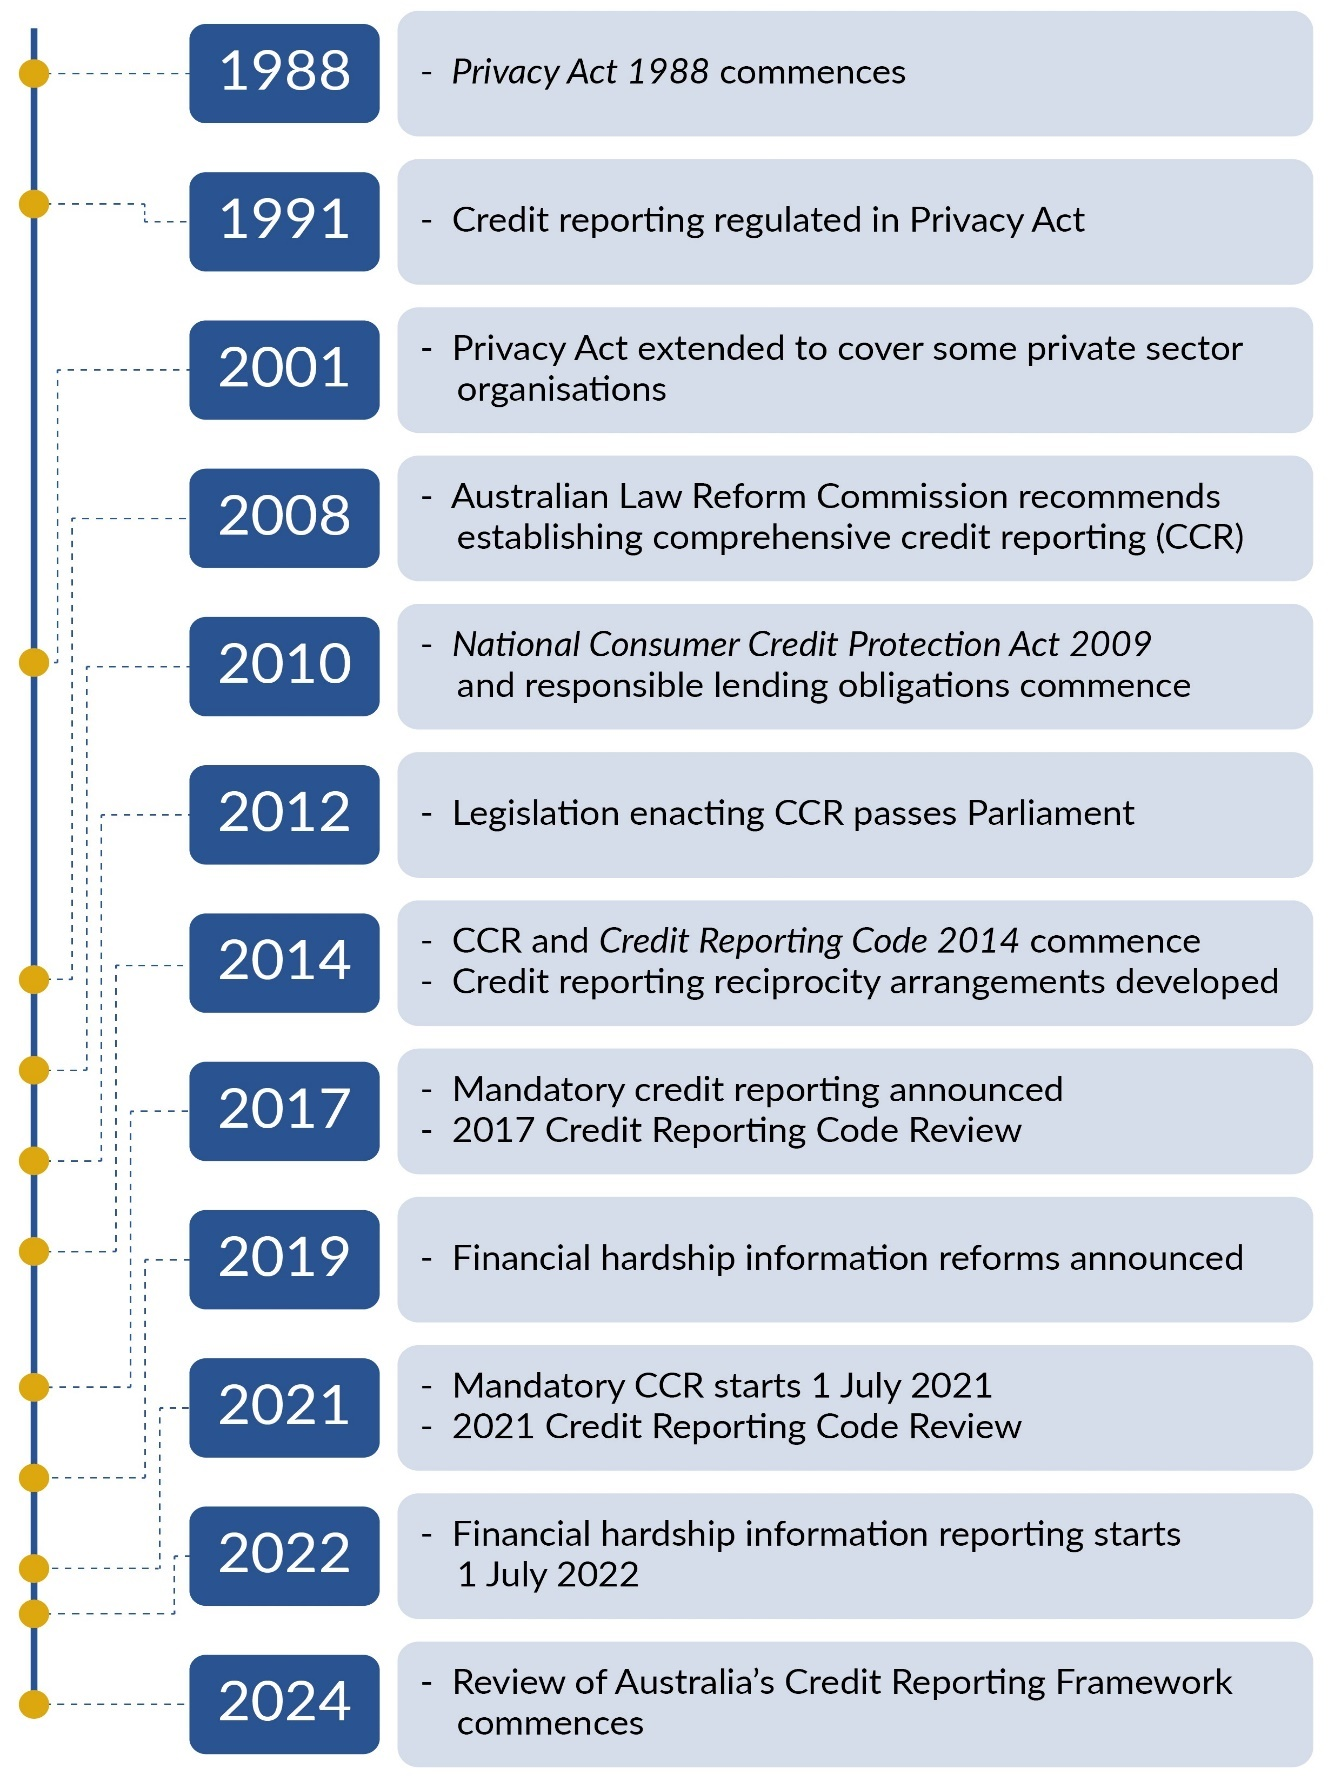 1988
- Privacy Act 1988 commences
1991
- Credit reporting regulated in Privacy Act
2001
- Privacy Act extended to cover some private sector
organisations
2008
- Australian Law Reform Commission recommends
establishing comprehensive credit reporting (CCR)
2010
- National Consumer Credit Protection Act 2009
and responsible lending obligations commence
2012
- Legislation enacting CCR passes Parliament
2014
- CCR and Credit Reporting Code 2014 commence
- Credit reporting reciprocity arrangements developed
2017
- Mandatory credit reporting announced
- 2017 Credit Reporting Code Review
2019
- Financial hardship information reforms announced
2021
- Mandatory CCR starts 1 July 2021
- 2021 Credit Reporting Code Review
2022
- Financial hardship information reporting starts
1 July 2022
2024
- Review of Australia’s Credit Reporting Framework
commences